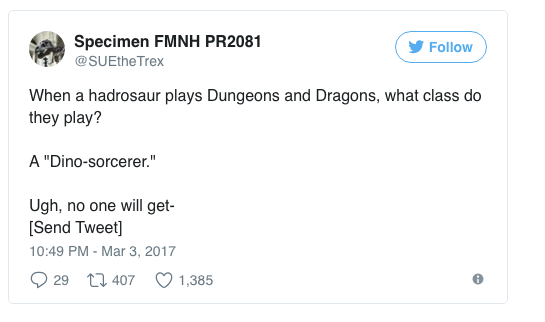 Specimen FMNH PR2081
@SUEtheTrex
Follow
When a hadrosaur plays Dungeons and Dragons, what class do
they play?
A "Dino-sorcerer."
Ugh, no one will get-
[Send Tweet]
10:49 PM - Mar 3, 2017
29 407 1,385